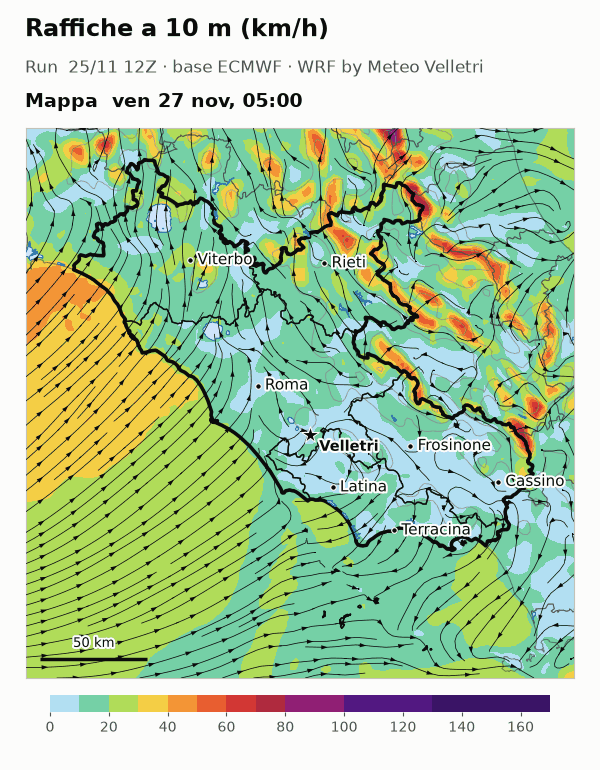 Raffiche a 10 m (km/h)
Run 25/11 12Z · base ECMWF · WRF by Meteo Velletri
Mappa ven 27 nov, 05:00
Viterbo
Rieti
Roma
Velletri
Frosinone
Latina
Cassino
Terracina
50 km
0 20 40 60 80 100 120 140 160